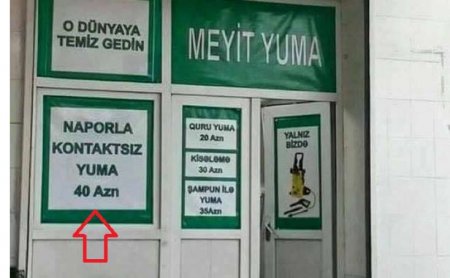 O DÜNYAYA
TEMİZ GEDİN
MEYİT YUMA
NAPORLA
KONTAKTSIZ
YUMA
40 Azn
QURU YUMA
20 Azn
KİSƏLƏMƏ
30 Azn
ŞAMPUN İLƏ
YUMA
35Azn
YALNIZ
BİZDƏ